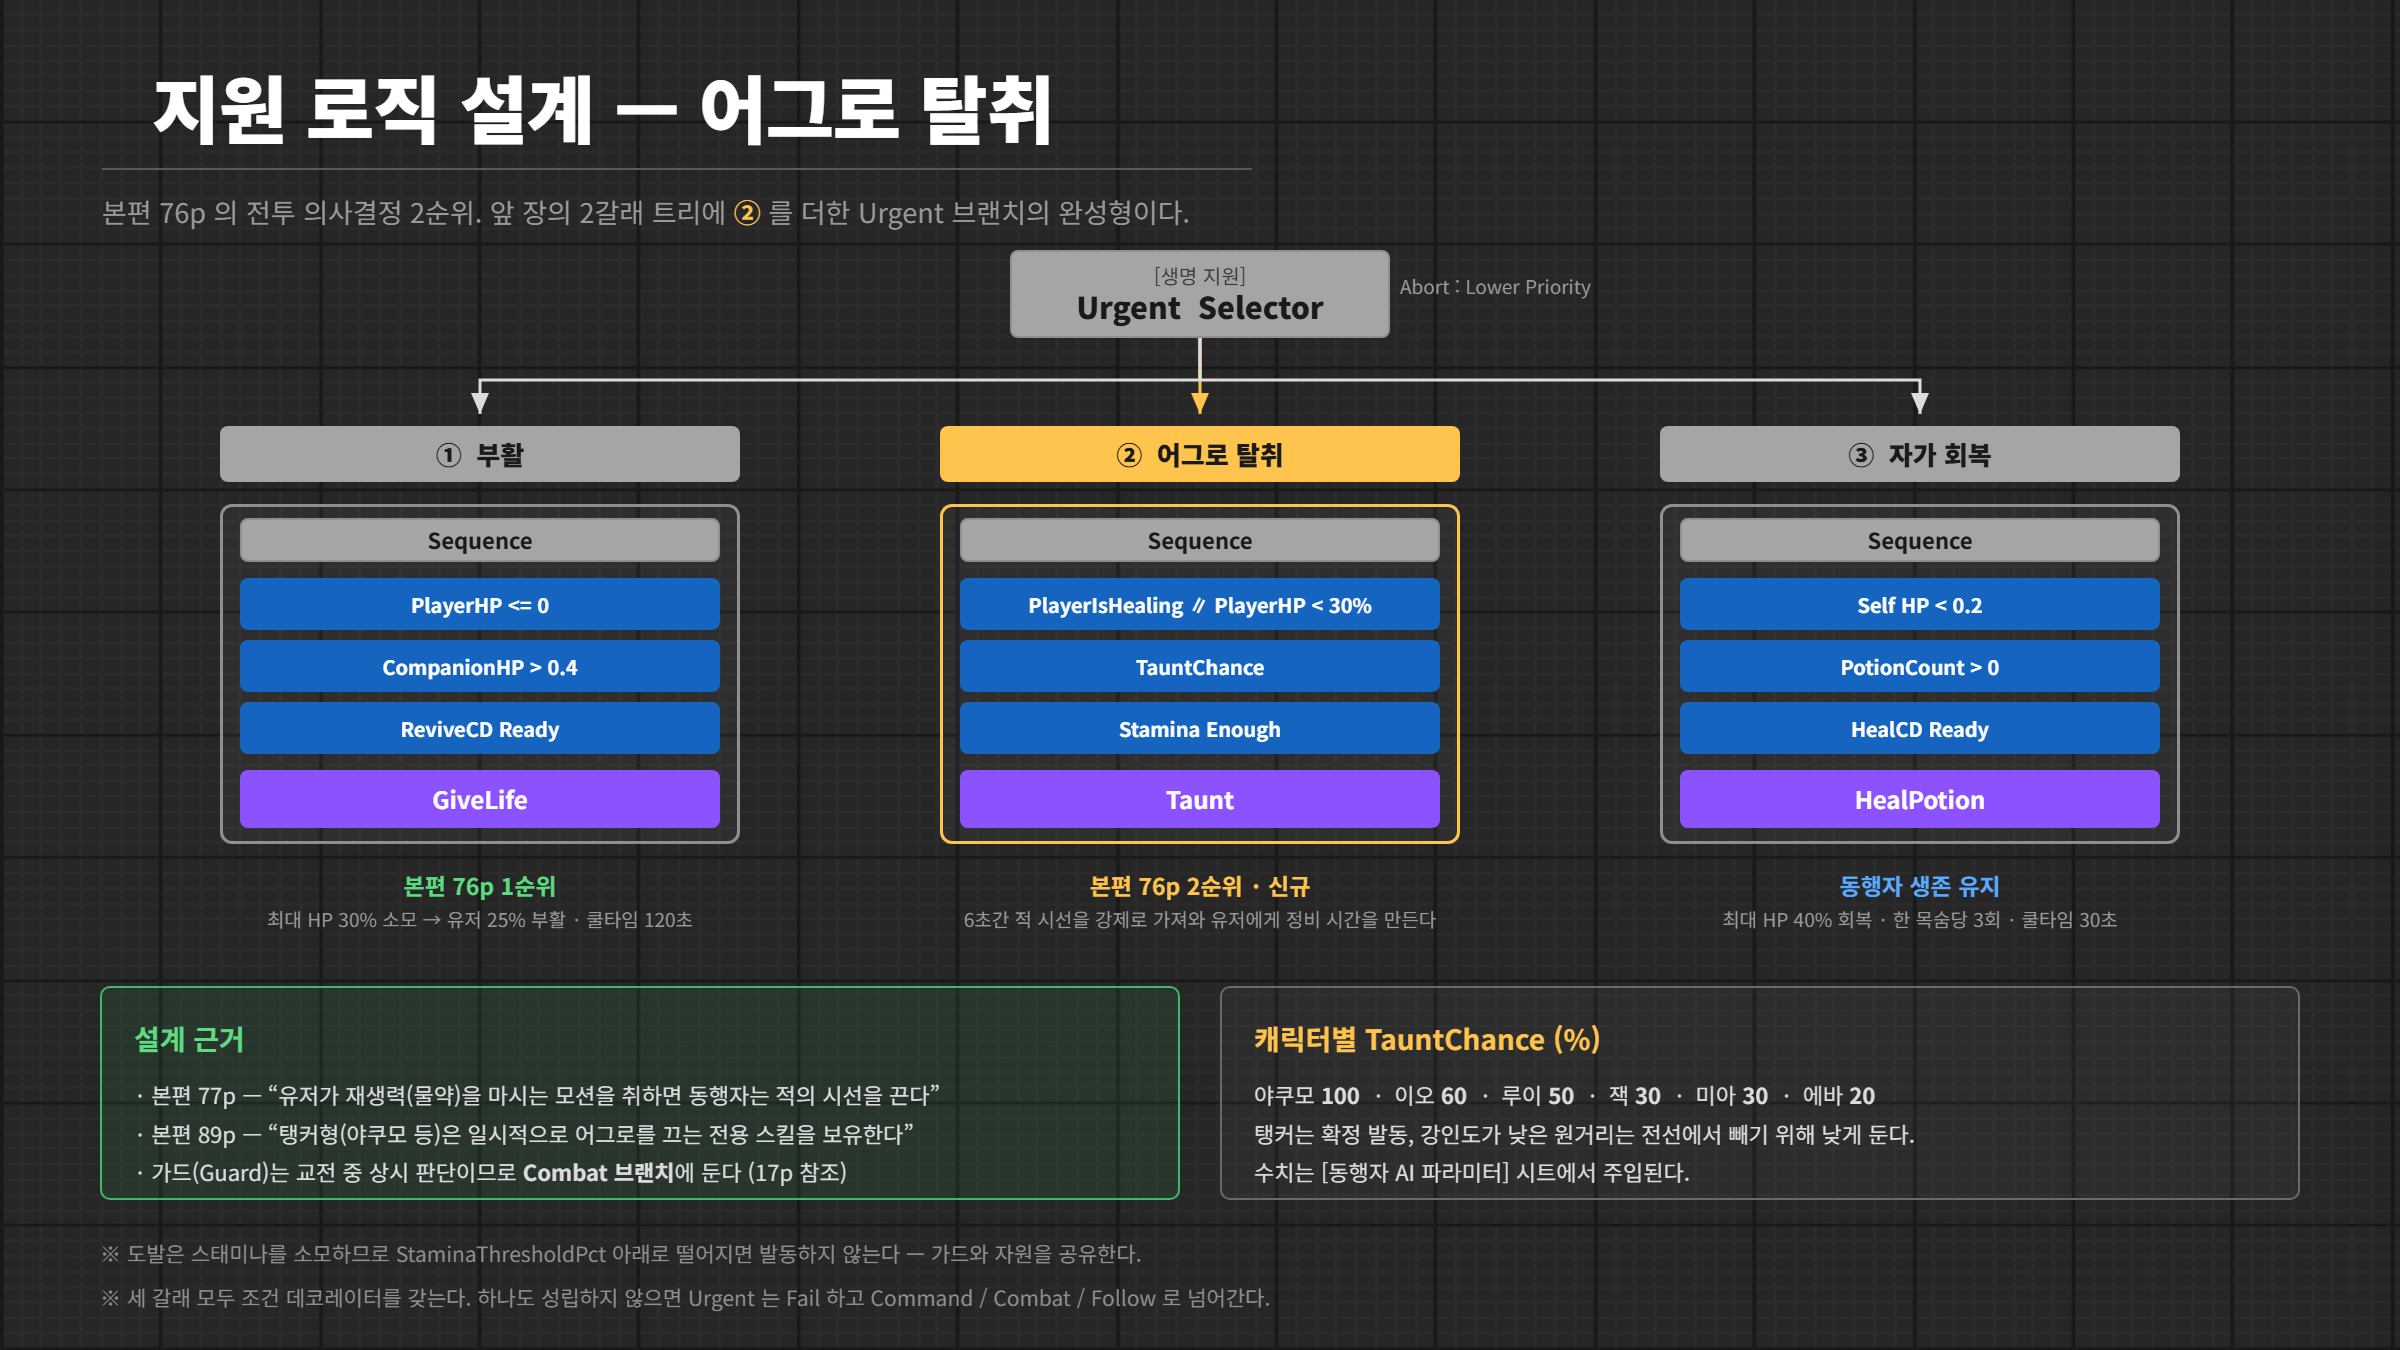 지원 로직 설계 — 어그로 탈취
본편 76p 의 전투 의사결정 2순위. 앞 장의 2갈래 트리에 ② 를 더한 Urgent 브랜치의 완성형이다.
[생명 지원]
Urgent Selector
Abort : Lower Priority
① 부활
Sequence
PlayerHP <= 0
CompanionHP > 0.4
ReviveCD Ready
GiveLife
본편 76p 1순위
최대 HP 30% 소모 → 유저 25% 부활 · 쿨타임 120초
② 어그로 탈취
Sequence
PlayerIsHealing ∥ PlayerHP < 30%
TauntChance
Stamina Enough
Taunt
본편 76p 2순위 · 신규
6초간 적 시선을 강제로 가져와 유저에게 정비 시간을 만든다
③ 자가 회복
Sequence
Self HP < 0.2
PotionCount > 0
HealCD Ready
HealPotion
동행자 생존 유지
최대 HP 40% 회복 · 한 목숨당 3회 · 쿨타임 30초
설계 근거
· 본편 77p — “유저가 재생력(물약)을 마시는 모션을 취하면 동행자는 적의 시선을 끈다”
· 본편 89p — “탱커형(야쿠모 등)은 일시적으로 어그로를 끄는 전용 스킬을 보유한다”
· 가드(Guard)는 교전 중 상시 판단이므로 Combat 브랜치에 둔다 (17p 참조)
캐릭터별 TauntChance (%)
야쿠모 100 · 이오 60 · 루이 50 · 잭 30 · 미아 30 · 에바 20
탱커는 확정 발동, 강인도가 낮은 원거리는 전선에서 빼기 위해 낮게 둔다.
수치는 [동행자 AI 파라미터] 시트에서 주입된다.
※ 도발은 스태미나를 소모하므로 StaminaThresholdPct 아래로 떨어지면 발동하지 않는다 — 가드와 자원을 공유한다.
※ 세 갈래 모두 조건 데코레이터를 갖는다. 하나도 성립하지 않으면 Urgent 는 Fail 하고 Command / Combat / Follow 로 넘어간다.